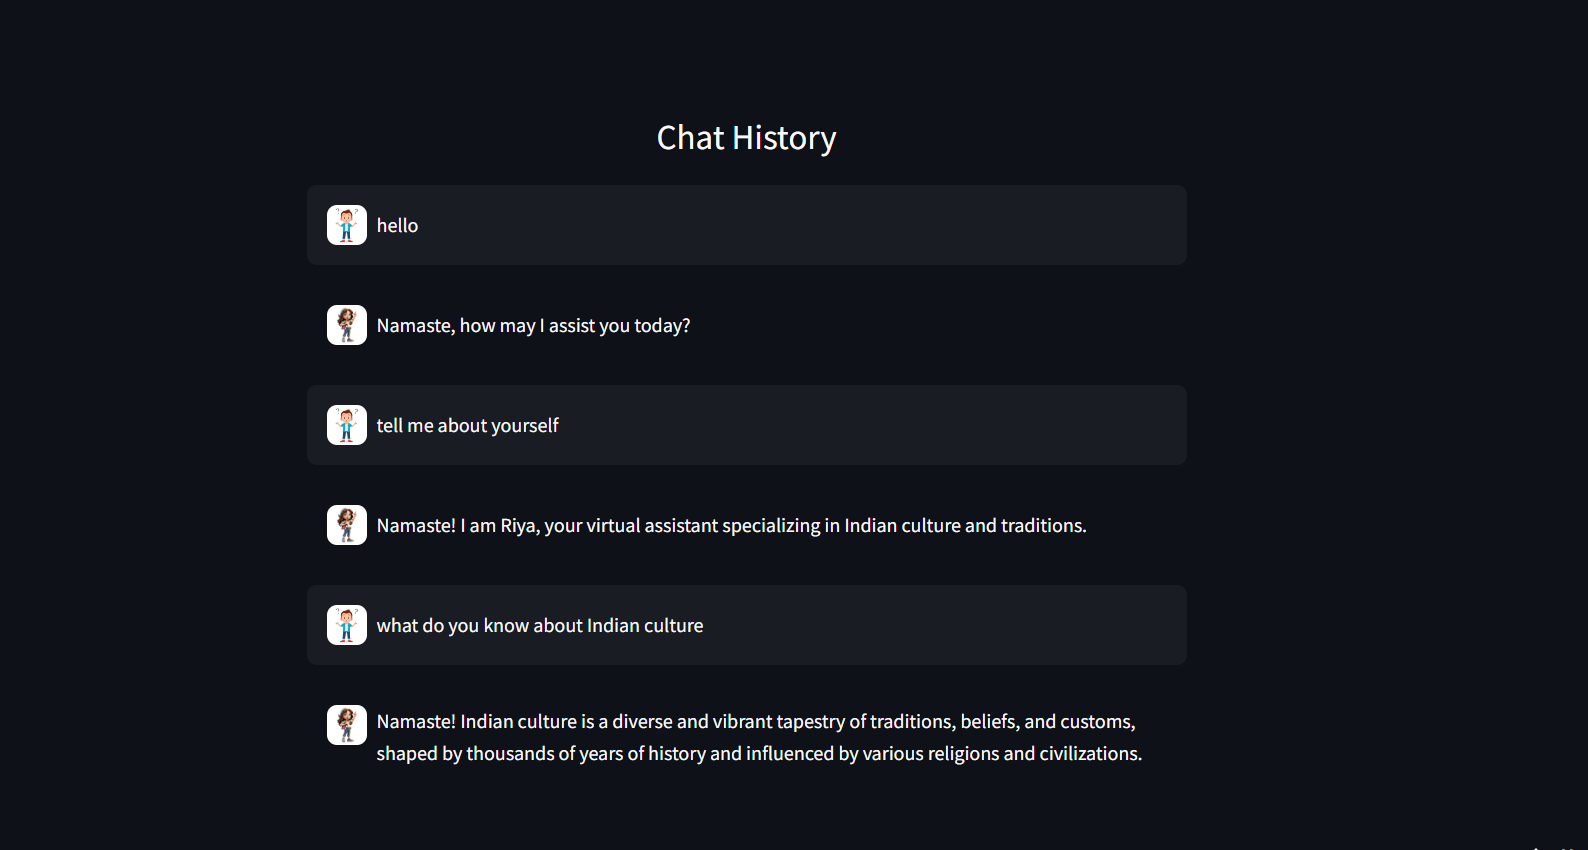 Chat History
hello
Namaste, how may I assist you today?
tell me about yourself
Namaste! I am Riya, your virtual assistant specializing in Indian culture and traditions.
what do you know about Indian culture
Namaste! Indian culture is a diverse and vibrant tapestry of traditions, beliefs, and customs,
shaped by thousands of years of history and influenced by various religions and civilizations.